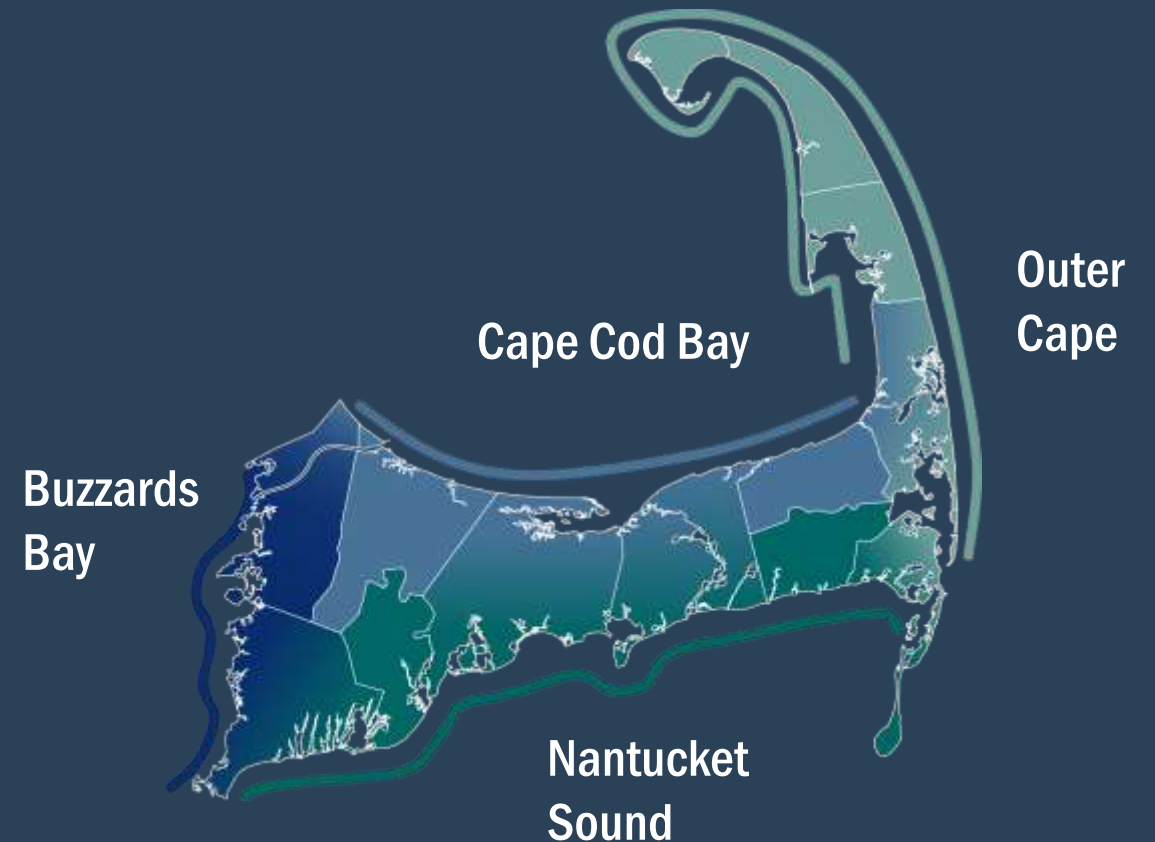 Outer
Cape
Cape Cod Bay
Buzzards
Bay
Nantucket
Sound